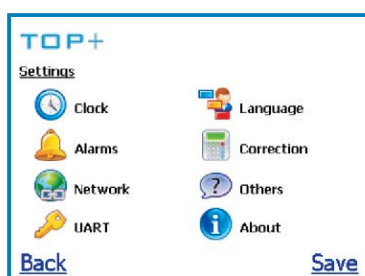 TOP+
Settings
Clock Language
Alarms Correction
Network Others
UART About
Back Save